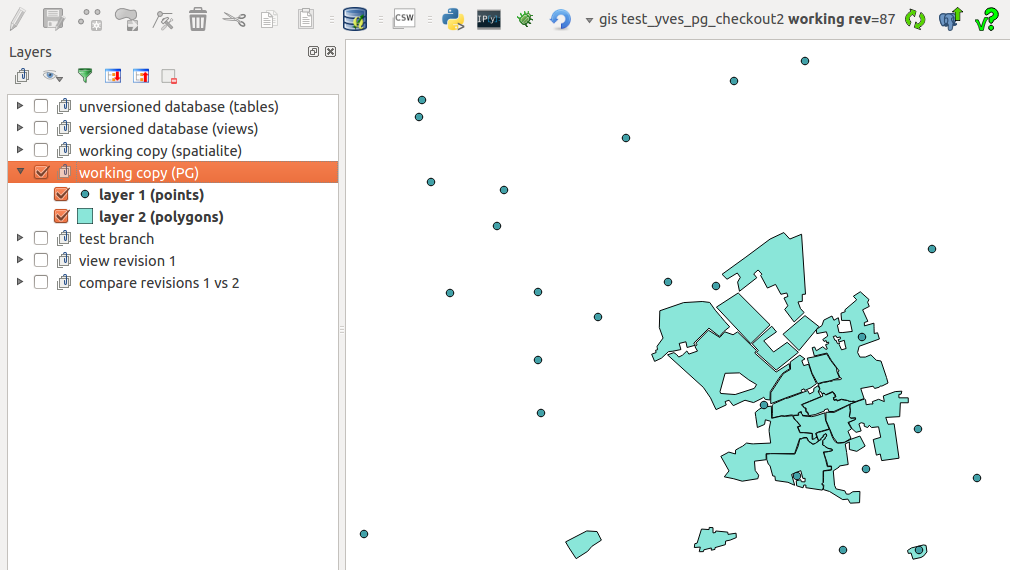 CSW
IP[y]:
gis test_yves_pg_checkout2 working rev=87
Layers
unversioned database (tables)
versioned database (views)
working copy (spatialite)
working copy (PG)
layer 1 (points)
layer 2 (polygons)
test branch
view revision 1
compare revisions 1 vs 2